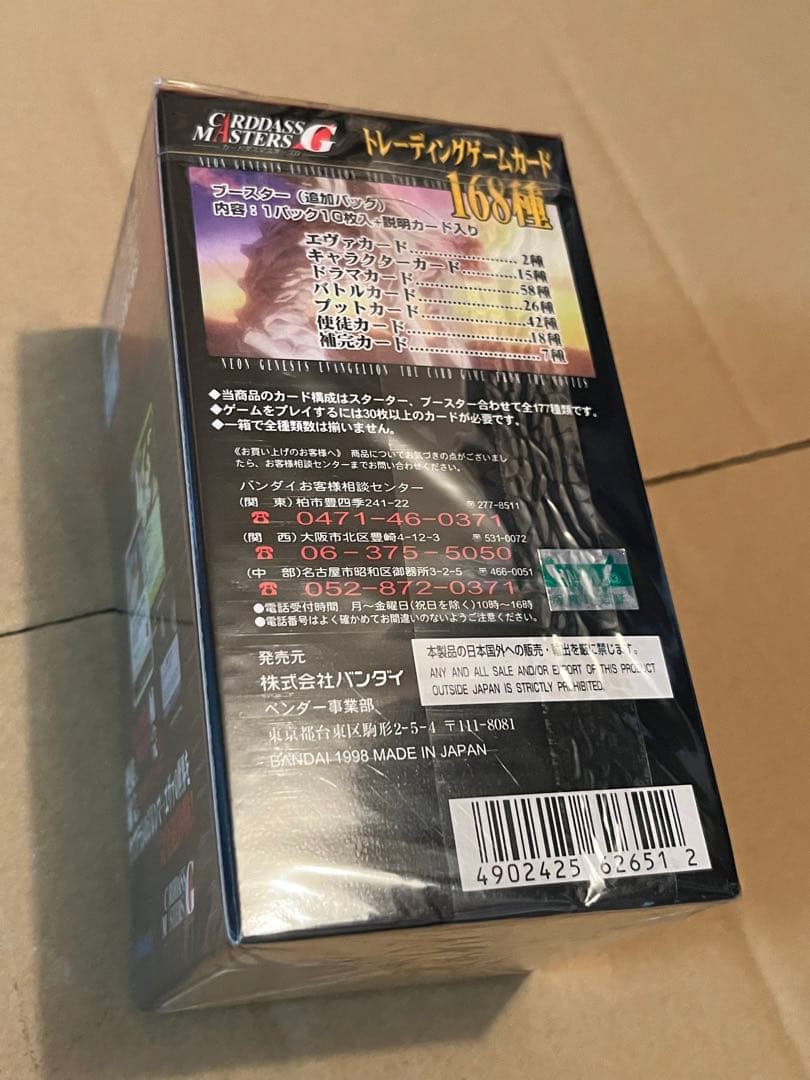 CARDDASS
MASTERS G
カードダスマスターズG
トレーディングゲームカード
168種
NEON GENESIS EVANGELION THE CARD GAME
ブースター（追加パック）
内容：1パック10枚入+説明カード入り
エヴァカード........................2種
キャラクターカード..........15種
ドラマカード........................58種
バトルカード........................26種
プットカード........................42種
使徒カード........................18種
補完カード........................7種
NEON GENESIS EVANGELION THE CARD GAME FROM THE MOVIES
◆当商品のカード構成はスターター、ブースター合わせて全177種類です。
◆ゲームをプレイするには30枚以上のカードが必要です。
◆一箱で全種類数は揃いません。
《お買い上げのお客様へ》 商品についてお気づきの点がございまし
たら、お客様相談センターまでお問い合わせください。
バンダイお客様相談センター
(関 東)柏市豊四季241-22 〒277-8511
☎ 0471-46-0371
(関 西)大阪市北区豊崎4-12-3 〒531-0072
☎ 06-375-5050
(中 部)名古屋市昭和区御器所3-2-5 〒466-0051
☎ 052-872-0371
●電話受付時間 月〜金曜日(祝日を除く)10時〜16時
●電話番号はよく確かめてお間違いのないようご注意ください。
発売元
株式会社バンダイ
ベンダー事業部
東京都台東区駒形2-5-4 〒111-8081
BANDAI 1998 MADE IN JAPAN
本製品の日本国外への販売・輸出を厳に禁じます。
ANY AND ALL SALE AND/OR EXPORT OF THIS PRODUCT
OUTSIDE JAPAN IS STRICTLY PROHIBITED.
4902425 62651 2
CARDDASS
MASTERS G